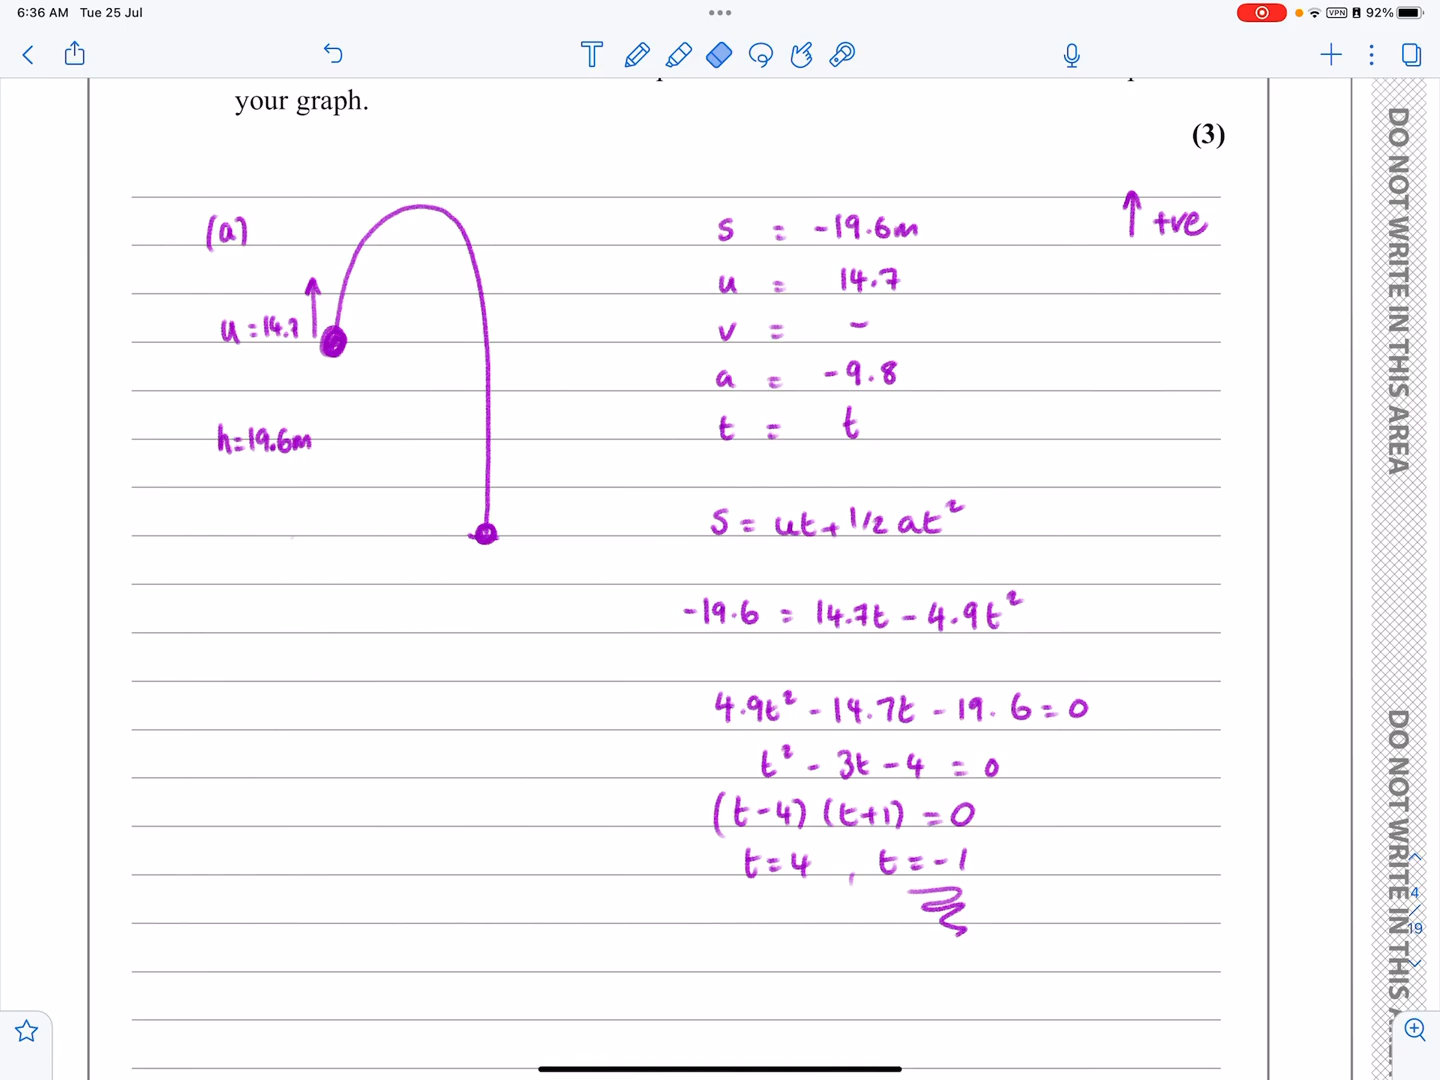 6:36 AM Tue 25 Jul
VPN 92%
your graph.
(3)
(a)
u = 14.7
h = 19.6m
↑ +ve
s = -19.6m
u = 14.7
v = -
a = -9.8
t = t
S = ut + 1/2 at²
-19.6 = 14.7t - 4.9t²
4.9t² - 14.7t - 19.6 = 0
t² - 3t - 4 = 0
(t-4) (t+1) = 0
t = 4 , t = -1
DO NOT WRITE IN THIS AREA
DO NOT WRITE IN THIS
4
19